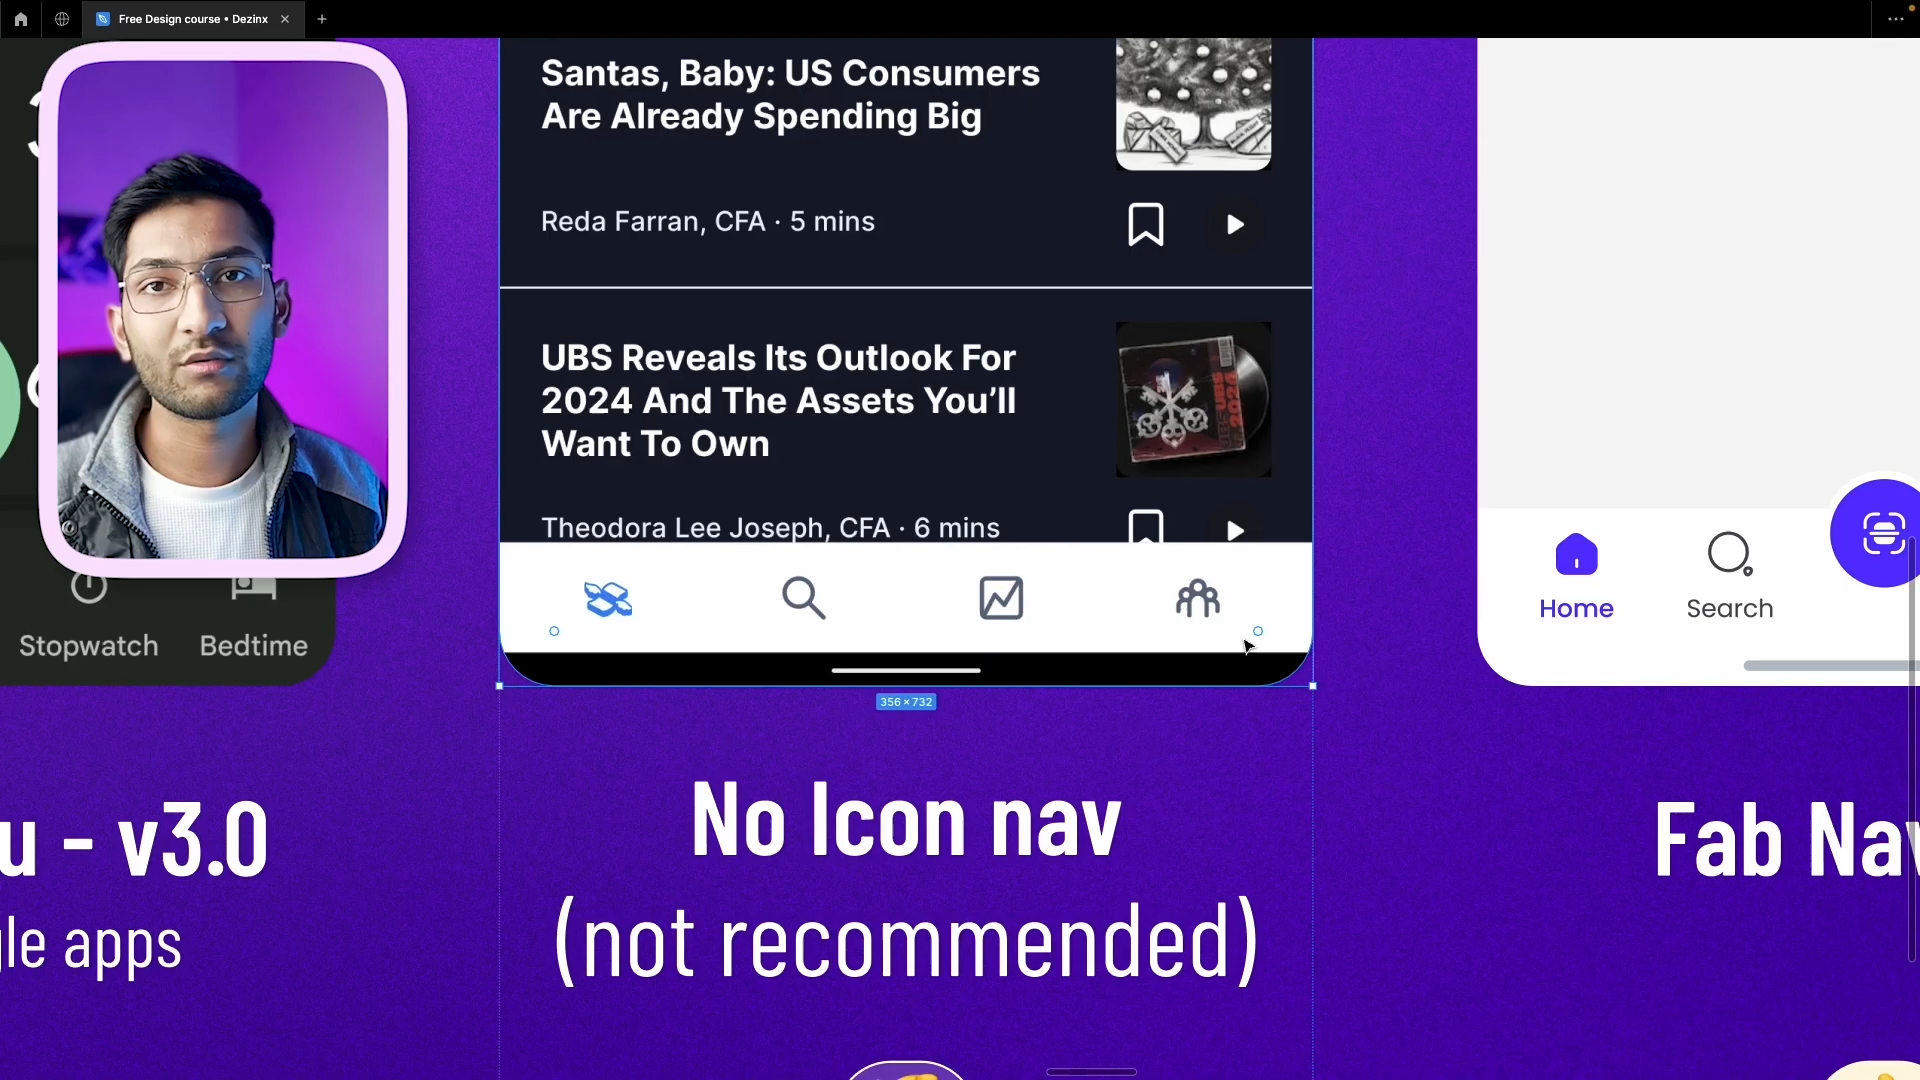 Free Design course • Dezinx
Santas, Baby: US Consumers
Are Already Spending Big
Reda Farran, CFA · 5 mins
UBS Reveals Its Outlook For
2024 And The Assets You’ll
Want To Own
Theodora Lee Joseph, CFA · 6 mins
Stopwatch
Bedtime
Home
Search
356 × 732
u - v3.0
gle apps
No Icon nav
(not recommended)
Fab Nav